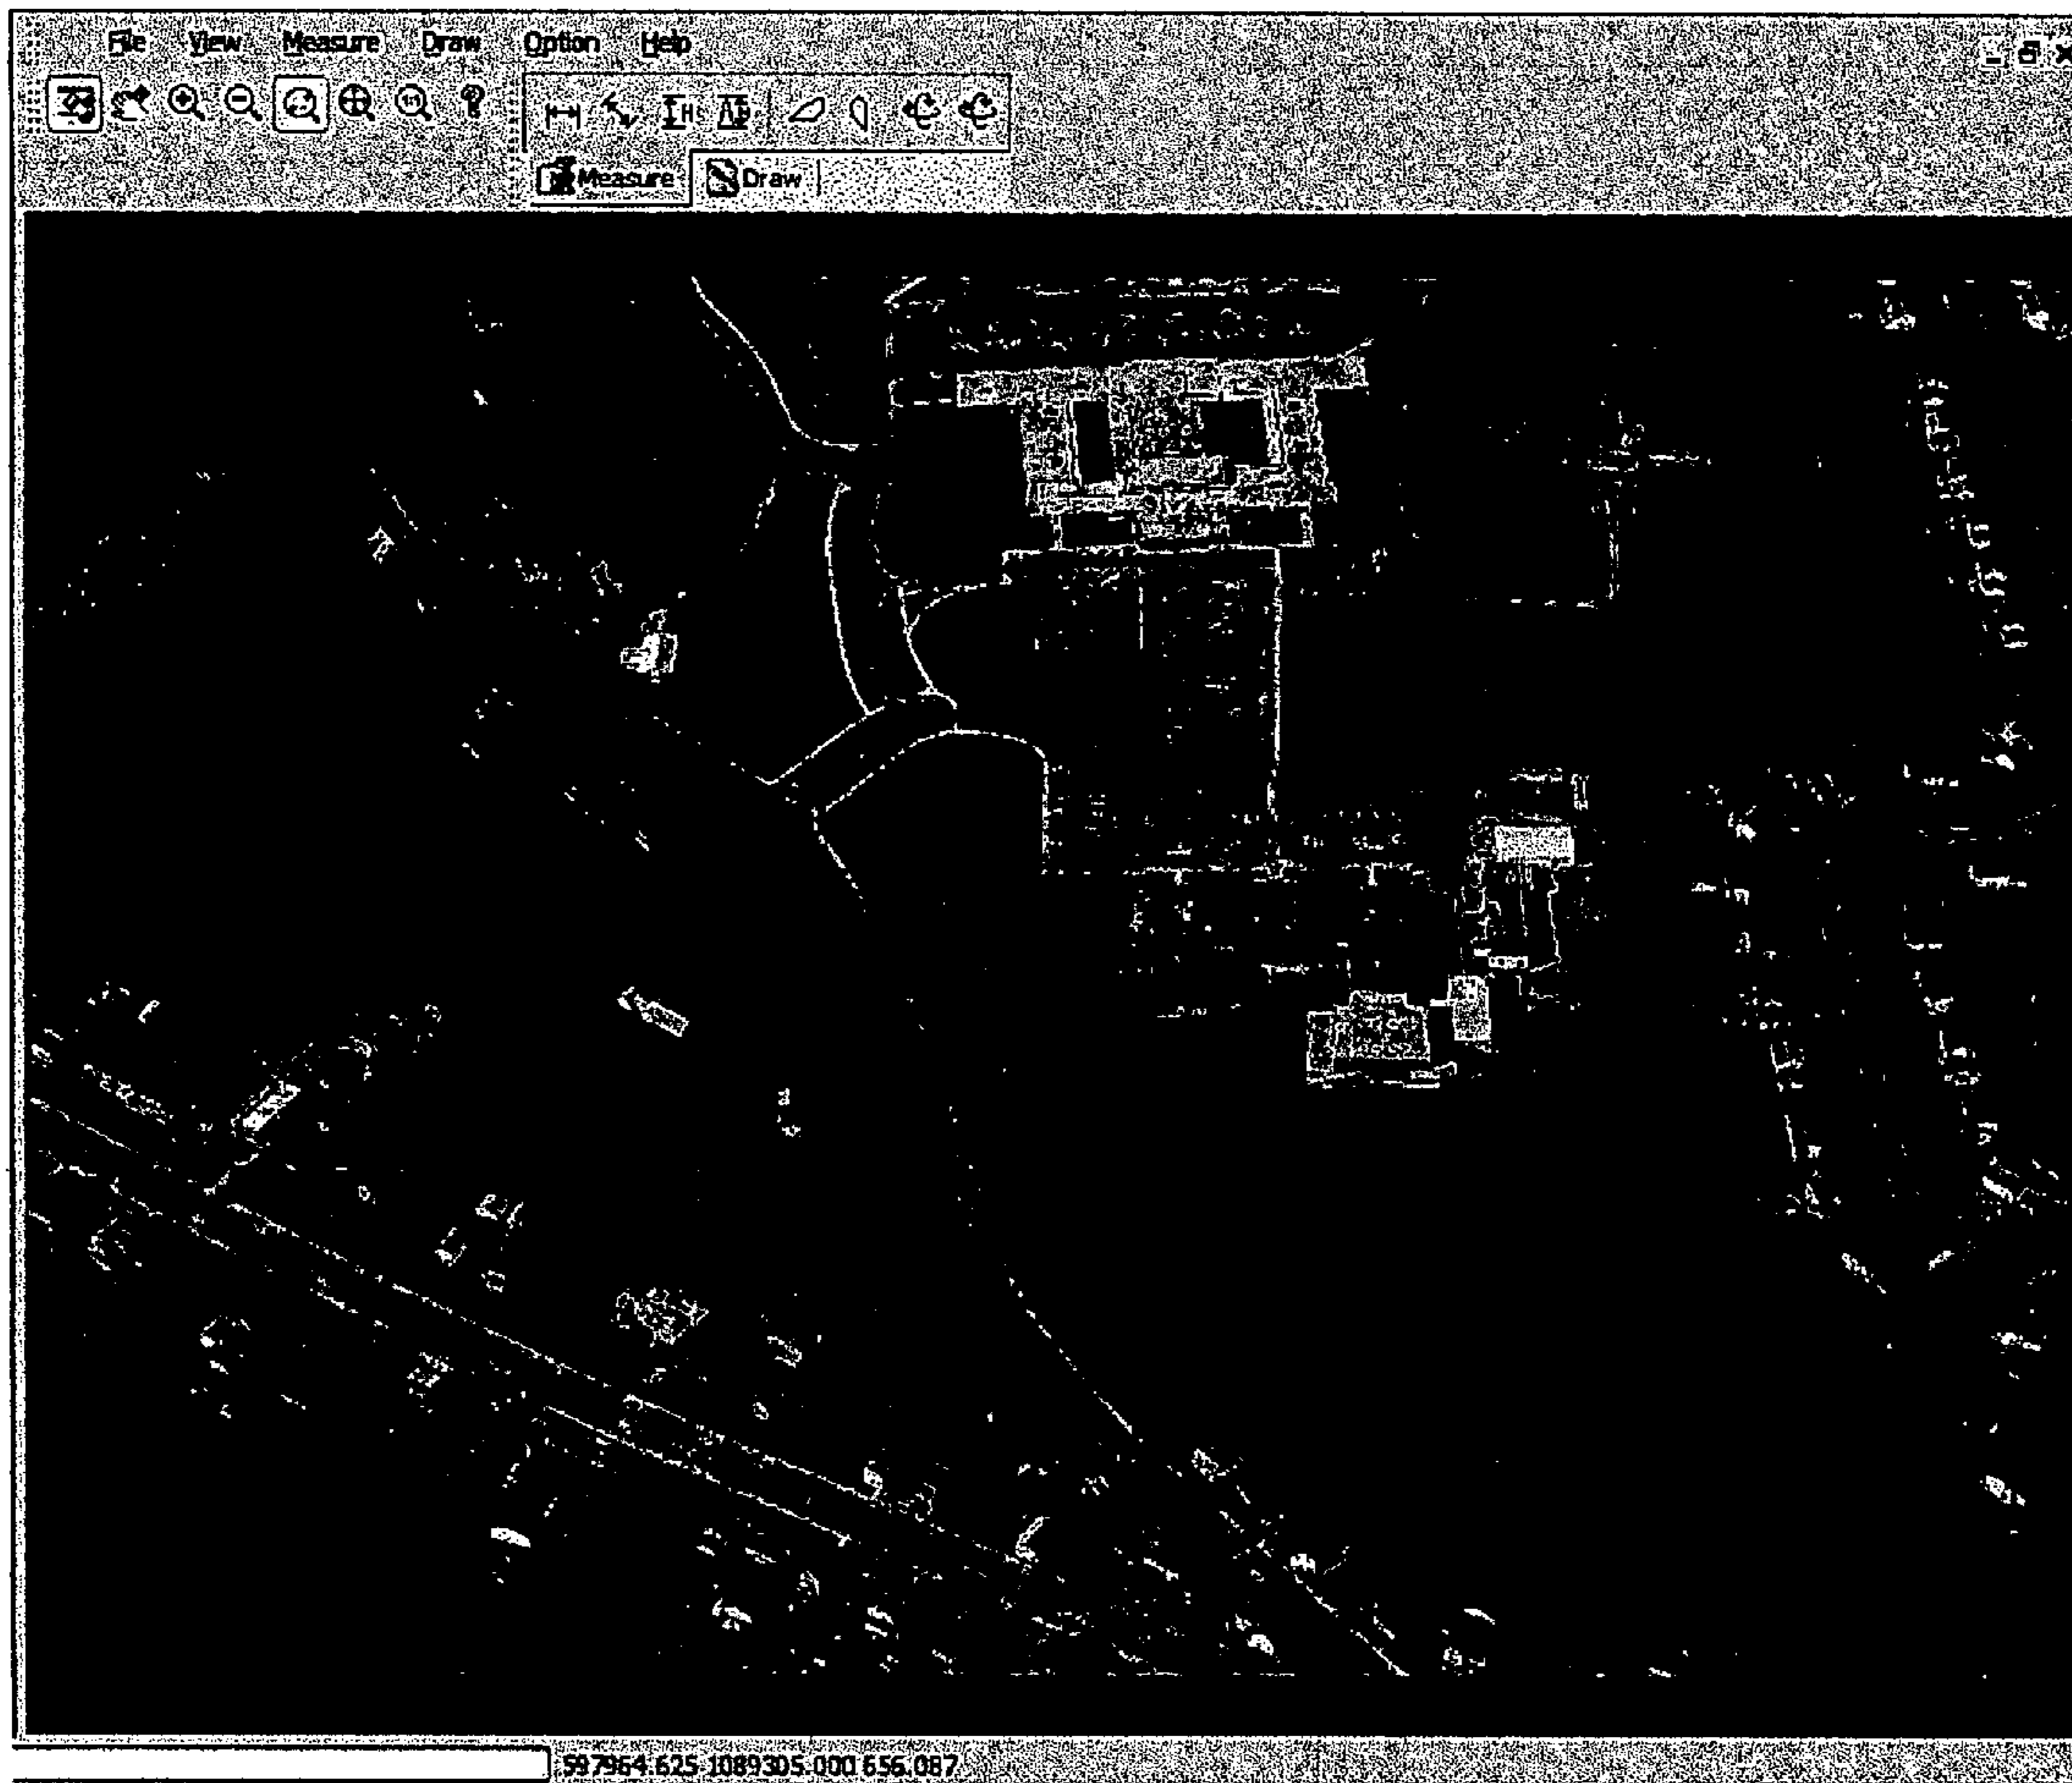 File View Measure Draw Option Help
Measure Draw
597964.625 1089305.000 656.087